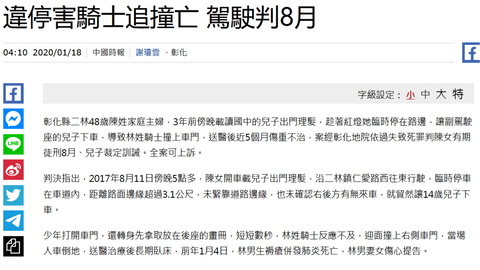 違停害騎士追撞亡 駕駛判8月
04:10 2020/01/18 中國時報 謝瓊雲、彰化
字級設定：小 中 大 特
彰化縣二林48歲陳姓家庭主婦，3年前傍晚載讀國中的兒子出門理髮，趁著紅燈她臨時停在路邊，讓副駕駛
座的兒子下車，導致林姓騎士撞上車門，送醫後近5個月傷重不治，案經彰化地院依過失致死罪判陳女有期
徒刑8月、兒子裁定訓誡。全案可上訴。
判決指出，2017年8月11日傍晚5點多，陳女開車載兒子出門理髮，沿二林鎮仁愛路西往東行駛，臨時停車
在車道內，距離路面邊緣超過3.1公尺，未緊靠道路邊緣，也未確認右後方有無來車，就貿然讓14歲兒子下
車。
少年打開車門，還轉身先拿取放在後座的畫冊，短短數秒，林姓騎士反應不及，迎面撞上右側車門，當場
人車倒地，送醫治療後長期臥床，前年1月4日，林男生褥瘡併發肺炎死亡，林男妻女傷心提告。